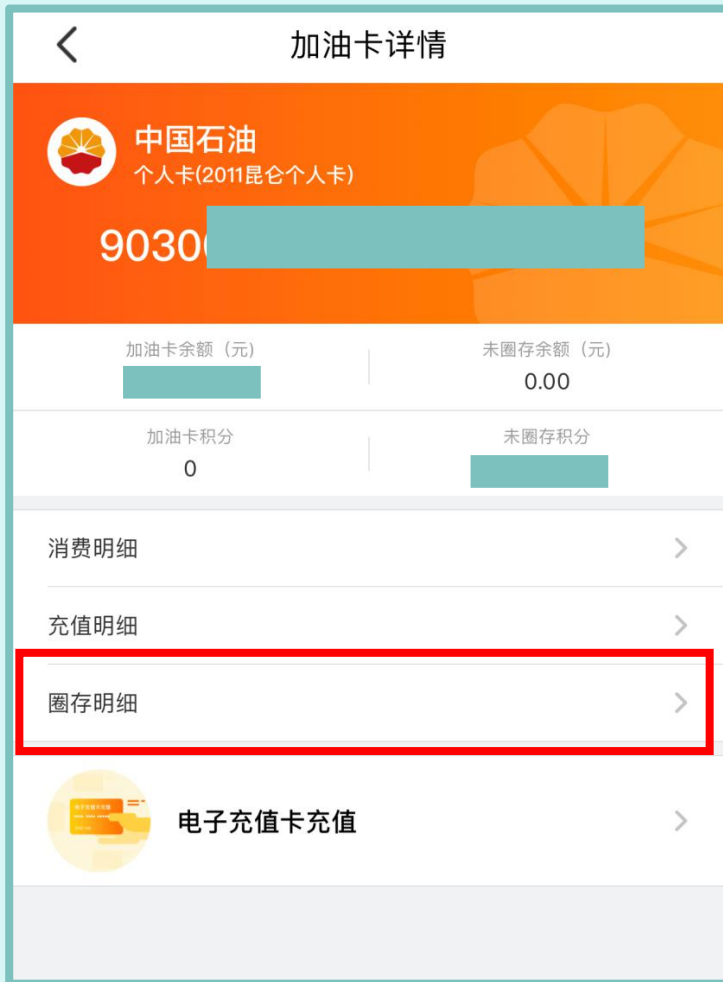 加油卡详情
中国石油
个人卡(2011昆仑个人卡)
9030
加油卡余额（元)
未圈存余额（元)
0.00
加油卡积分
未圈存积分
0
消费明细
充值明细
圈存明细
电子充值卡充值